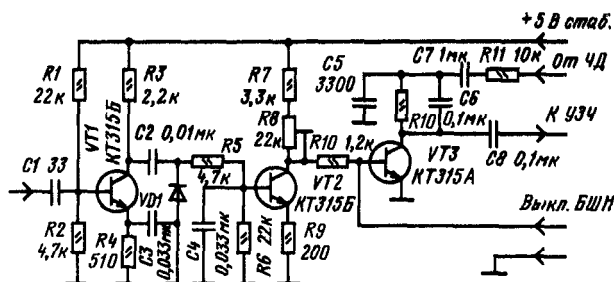 +5 В стаб.
R1
22к
R3
2,2к
VT1
КТ315Б
C1 33
R2
4,7к
R4
510
C2 0,01мк
VD1
C3
0,033мк
R5
4,7к
C4
0,033мк
R6 22к
R7
3,3к
R8
22к
R10 1,2к
VT2
КТ315Б
R9
200
C5
3300
C7 1мк
R11 10к
От ЧД
C6
0,1мк
R10
К УЗЧ
C8 0,1мк
VT3
КТ315А
Выкл. БШН